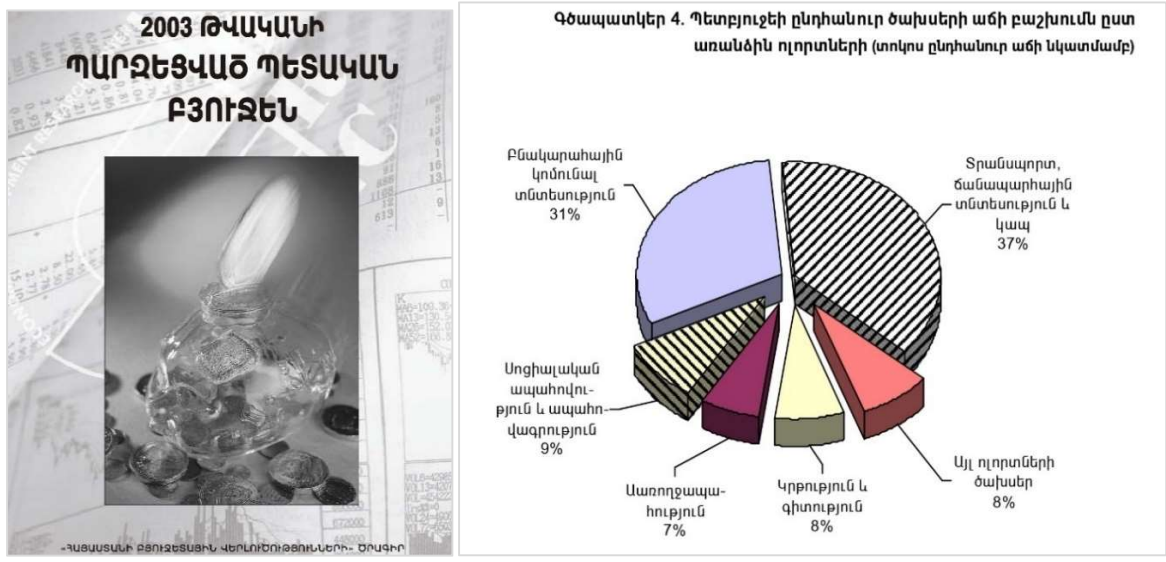 2003 ԹՎԱԿԱՆԻ
ՊԱՐԶԵՑՎԱԾ ՊԵՏԱԿԱՆ
ԲՅՈՒՋԵՆ
«ՀԱՅԱՍՏԱՆԻ ԲՅՈՒՋԵՏԱՅԻՆ ՎԵՐԼՈՒԾՈՒԹՅՈՒՆՆԵՐԻ» ԾՐԱԳԻՐ
Գծապատկեր 4. Պետբյուջեի ընդհանուր ծախսերի աճի բաշխումն ըստ
առանձին ոլորտների (տոկոս ընդհանուր աճի նկատմամբ)
Բնակարահային
կոմունալ
տնտեսություն
31%
Տրանսպորտ,
ճանապարհային
տնտեսություն և
կապ
37%
Սոցիալական
ապահովու-
թյուն և ապահո-
վագրություն
9%
Առողջապա-
հություն
7%
Կրթություն և
գիտություն
8%
Այլ ոլորտների
ծախսեր
8%